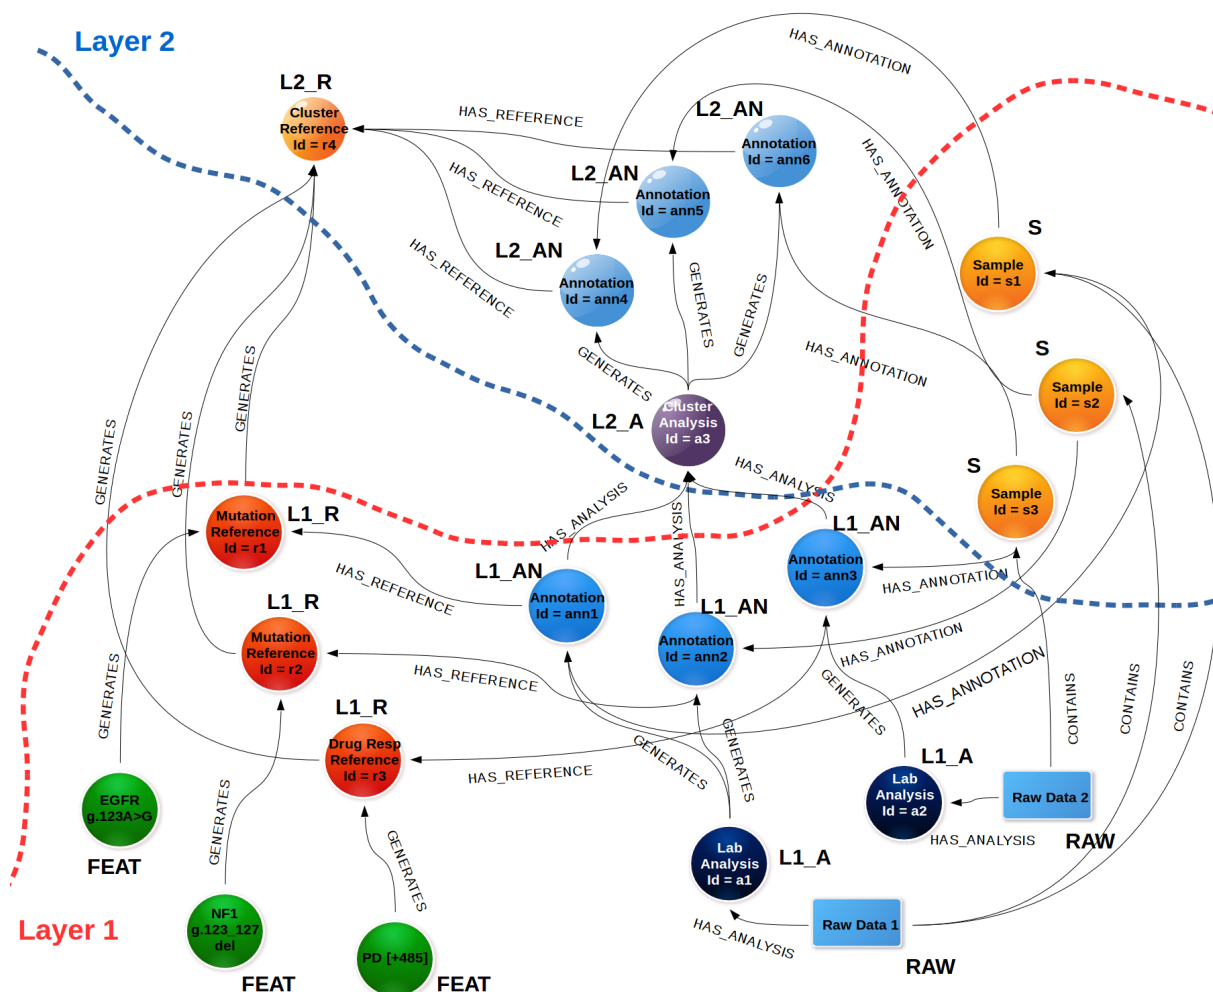 Layer 2
HAS_ANNOTATION
L2_R
Cluster
Reference
Id = r4
HAS_REFERENCE
L2_AN
Annotation
Id = ann6
HAS_ANNOTATION
L2_AN
Annotation
Id = ann5
HAS_REFERENCE
S
Sample
Id = s1
L2_AN
Annotation
Id = ann4
HAS_REFERENCE
GENERATES
GENERATES
GENERATES
HAS_ANNOTATION
S
Sample
Id = s2
L2_A
Cluster
Analysis
Id = a3
GENERATES
GENERATES
GENERATES
HAS_ANALYSIS
HAS_ANALYSIS
HAS_ANALYSIS
S
Sample
Id = s3
Mutation
Reference
Id = r1
L1_R
L1_AN
Annotation
Id = ann3
HAS_ANNOTATION
L1_AN
Annotation
Id = ann1
HAS_REFERENCE
L1_R
Mutation
Reference
Id = r2
L1_AN
Annotation
Id = ann2
HAS_ANNOTATION
HAS_ANNOTATION
HAS_REFERENCE
GENERATES
L1_R
Drug Resp
Reference
Id = r3
HAS_REFERENCE
GENERATES
GENERATES
GENERATES
CONTAINS
CONTAINS
CONTAINS
L1_A
Lab
Analysis
Id = a2
Raw Data 2
RAW
HAS_ANALYSIS
EGFR
g.123A>G
FEAT
GENERATES
GENERATES
Lab
Analysis
Id = a1
L1_A
Layer 1
NF1
g.123_127
del
FEAT
PD [+485]
FEAT
HAS_ANALYSIS
Raw Data 1
RAW